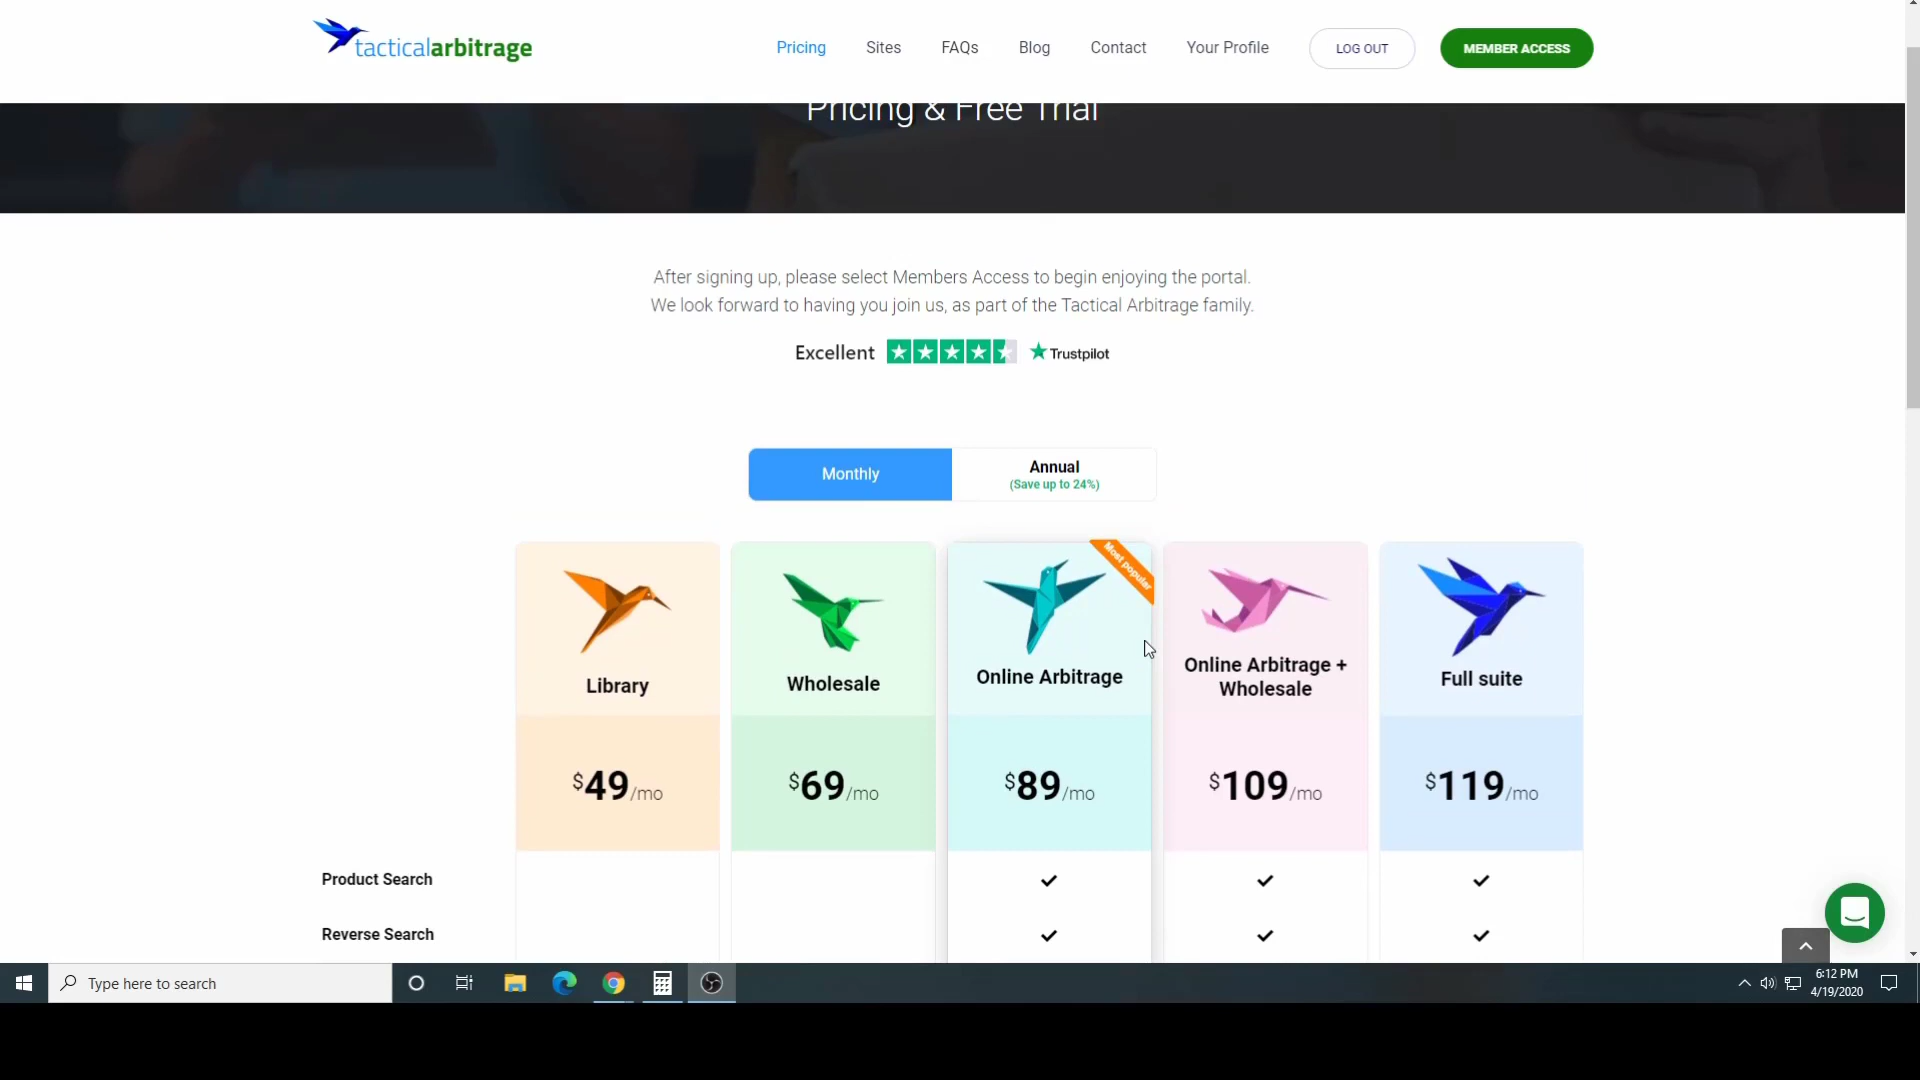 tacticalarbitrage
Pricing
Sites
FAQs
Blog
Contact
Your Profile
LOG OUT
MEMBER ACCESS
Pricing & Free Trial
After signing up, please select Members Access to begin enjoying the portal.
We look forward to having you join us, as part of the Tactical Arbitrage family.
Excellent
Trustpilot
Monthly
Annual
(Save up to 24%)
Most popular
Library
Wholesale
Online Arbitrage
Online Arbitrage +
Wholesale
Full suite
$49/mo
$69/mo
$89/mo
$109/mo
$119/mo
Product Search
Reverse Search
Type here to search
6:12 PM
4/19/2020